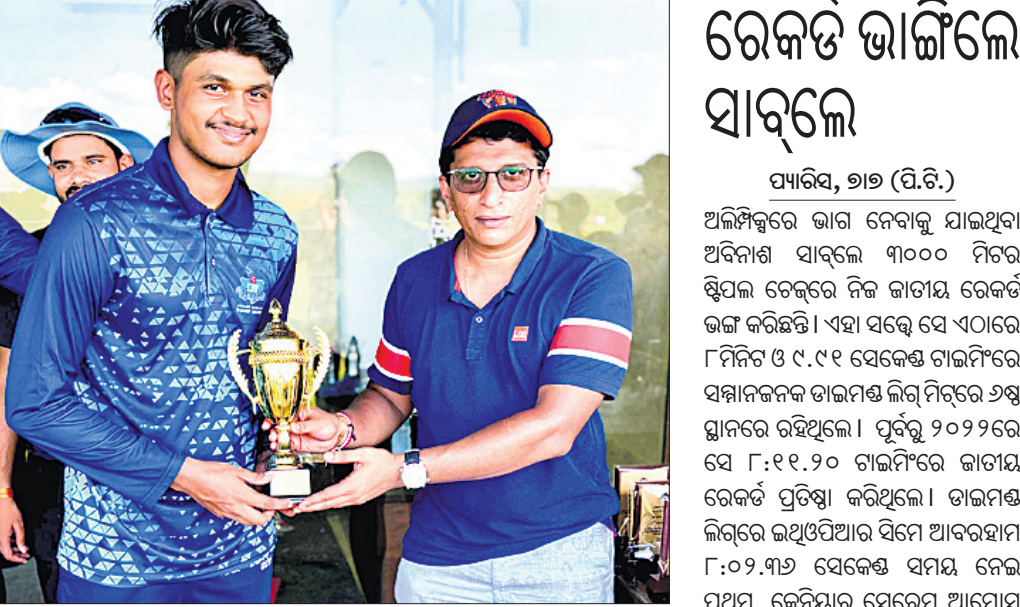 ରେକର୍ଡ ଭାଙ୍ଗିଲେ
ସାବ୍‌ଲେ
ପ୍ୟାରିସ, ୭ା୭ (ପି.ଟି.)
ଅଲିମ୍ପିକ୍ସରେ ଭାଗ ନେବାକୁ ଯାଇଥିବା
ଅବିନାଶ ସାବ୍‌ଲେ ୩୦୦୦ ମିଟର
ଷ୍ଟିପଲ ଚେଜ୍‌ରେ ନିଜ ଜାତୀୟ ରେକର୍ଡ
ଭଙ୍ଗ କରିଛନ୍ତି। ଏହା ସତ୍ତ୍ୱେ ସେ ଏଠାରେ
୮ମିନିଟ ଓ ୯.୯୧ ସେକେଣ୍ଡ ଟାଇମିଂରେ
ସମ୍ମାନଜନକ ଡାଇମଣ୍ଡ ଲିଗ୍ ମିଟ୍‌ରେ ୬ଷ୍ଠ
ସ୍ଥାନରେ ରହିଥିଲେ। ପୂର୍ବରୁ ୨୦୨୨ରେ
ସେ ୮:୧୧.୨୦ ଟାଇମିଂରେ ଜାତୀୟ
ରେକର୍ଡ ପ୍ରତିଷ୍ଠା କରିଥିଲେ। ଡାଇମଣ୍ଡ
ଲିଗ୍‌ରେ ଇଥିଓପିଆର ସିମେ ଆବରହାମ
୮:୦୨.୩୬ ସେକେଣ୍ଡ ସମୟ ନେଇ
ପ୍ରଥମ, କେନିୟାର ସେରେମ ଆମୋସ